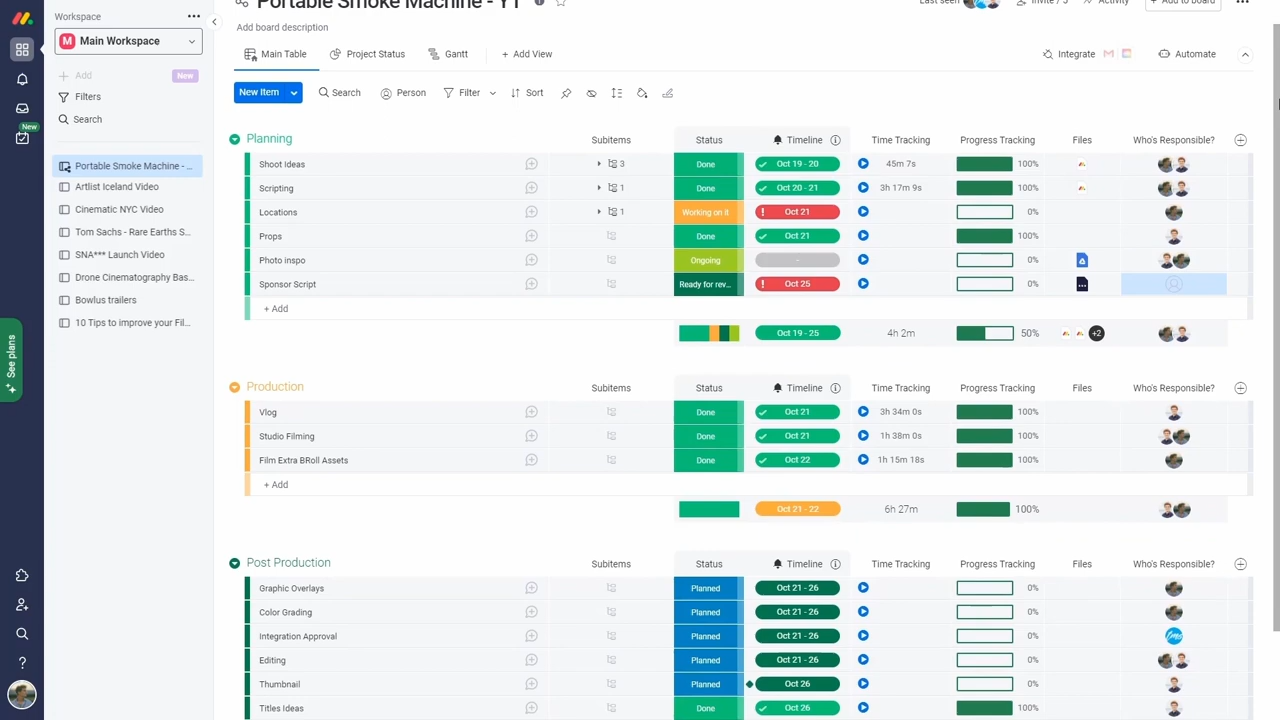 Portable Smoke Machine - YT
Last seen
Invite / 5
Activity
+ Add to board
Workspace
M Main Workspace
Add board description
Main Table
Project Status
Gantt
+ Add View
Integrate
Automate
Add
New
Filters
Search
New
New Item
Search
Person
Filter
Sort
Portable Smoke Machine - ...
Artlist Iceland Video
Cinematic NYC Video
Tom Sachs - Rare Earths S...
SNA*** Launch Video
Drone Cinematography Bas...
Bowlus trailers
10 Tips to improve your Fil...
See plans
Planning Subitems Status Timeline Time Tracking Progress Tracking Files Who's Responsible?
Shoot Ideas 3 Done Oct 19 - 20 45m 7s 100%
Scripting 1 Done Oct 20 - 21 3h 17m 9s 100%
Locations 1 Working on it ! Oct 21 0%
Props Done Oct 21 100%
Photo inspo Ongoing - 0%
Sponsor Script Ready for rev... ! Oct 25 0%
+ Add
Oct 19 - 25 4h 2m 50% +2
Production Subitems Status Timeline Time Tracking Progress Tracking Files Who's Responsible?
Vlog Done Oct 21 3h 34m 0s 100%
Studio Filming Done Oct 21 1h 38m 0s 100%
Film Extra BRoll Assets Done Oct 22 1h 15m 18s 100%
+ Add
Oct 21 - 22 6h 27m 100%
Post Production Subitems Status Timeline Time Tracking Progress Tracking Files Who's Responsible?
Graphic Overlays Planned Oct 21 - 26 0%
Color Grading Planned Oct 21 - 26 0%
Integration Approval Planned Oct 21 - 26 0%
Editing Planned Oct 21 - 26 0%
Thumbnail Planned Oct 26 0%
Titles Ideas Done Oct 26 100%